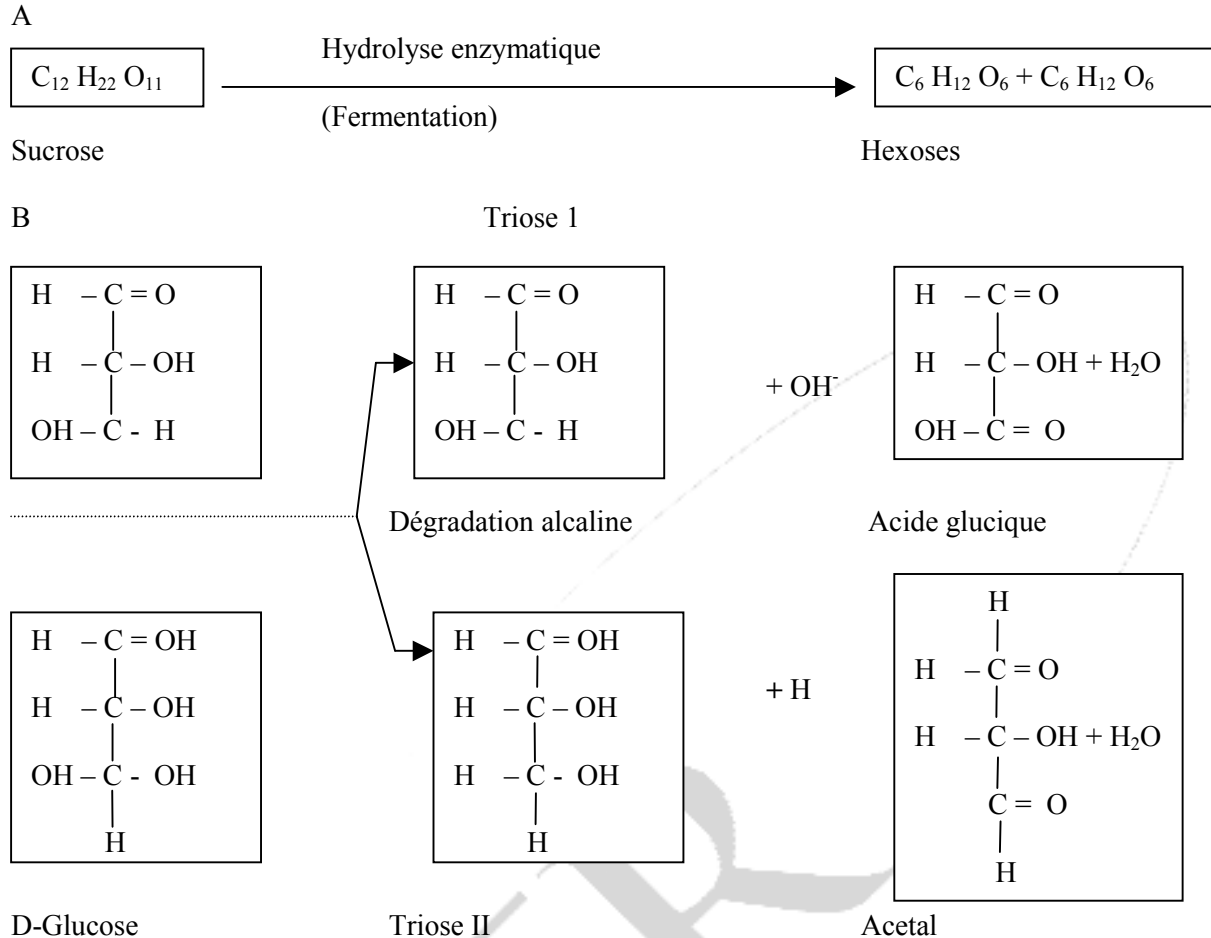 A
Hydrolyse enzymatique
C₁₂ H₂₂ O₁₁
C₆ H₁₂ O₆ + C₆ H₁₂ O₆
(Fermentation)
Sucrose
Hexoses
B
Triose 1
H – C = O
H – C – OH
OH – C - H
H – C = O
H – C – OH
OH – C - H
+ OH⁻
H – C = O
H – C – OH + H₂O
OH – C = O
Dégradation alcaline
Acide glucique
H – C = OH
H – C – OH
OH – C - OH
H
H – C = OH
H – C – OH
H – C - OH
H
+ H
H
H – C = O
H – C – OH + H₂O
C = O
H
D-Glucose
Triose II
Acetal